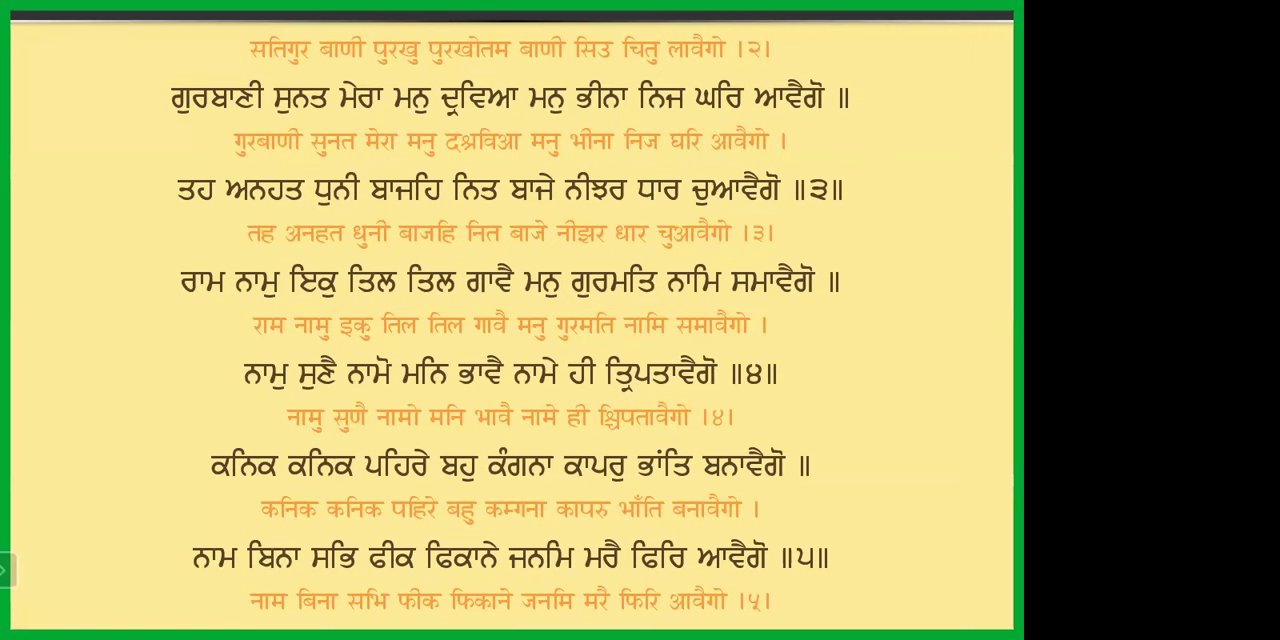 सतिगुर बाणी पुरखु पुरखोतम बाणी सिउ चितु लावैगो ।२।
ਗੁਰਬਾਣੀ ਸੁਨਤ ਮੇਰਾ ਮਨੁ ਦ੍ਰਵਿਆ ਮਨੁ ਭੀਨਾ ਨਿਜ ਘਰਿ ਆਵੈਗੋ ॥
गुरबाणी सुनत मेरा मनु दश्रविआ मनु भीना निज घरि आवैगो ।
ਤਹ ਅਨਹਤ ਧੁਨੀ ਬਾਜਹਿ ਨਿਤ ਬਾਜੇ ਨੀਝਰ ਧਾਰ ਚੁਆਵੈਗੋ ॥੩॥
तह अनहत धुनी बाजहि नित बाजे नीझर धार चुआवैगो ।३।
ਰਾਮ ਨਾਮੁ ਇਕੁ ਤਿਲ ਤਿਲ ਗਾਵੈ ਮਨੁ ਗੁਰਮਤਿ ਨਾਮਿ ਸਮਾਵੈਗੋ ॥
राम नामु इकु तिल तिल गावै मनु गुरमति नामि समावैगो ।
ਨਾਮੁ ਸੁਣੈ ਨਾਮੋ ਮਨਿ ਭਾਵੈ ਨਾਮੇ ਹੀ ਤ੍ਰਿਪਤਾਵੈਗੋ ॥੪॥
नामु सुणै नामो मनि भावै नामे ही श्चिपतावैगो ।४।
ਕਨਿਕ ਕਨਿਕ ਪਹਿਰੇ ਬਹੁ ਕੰਗਨਾ ਕਾਪਰੁ ਭਾਂਤਿ ਬਨਾਵੈਗੋ ॥
कनिक कनिक पहिरे बहु कम्गना कापरु भाँति बनावैगो ।
ਨਾਮ ਬਿਨਾ ਸਭਿ ਫੀਕ ਫਿਕਾਨੇ ਜਨਮਿ ਮਰੈ ਫਿਰਿ ਆਵੈਗੋ ॥੫॥
नाम बिना सभि फीक फिकाने जनमि मरै फिरि आवैगो ।५।